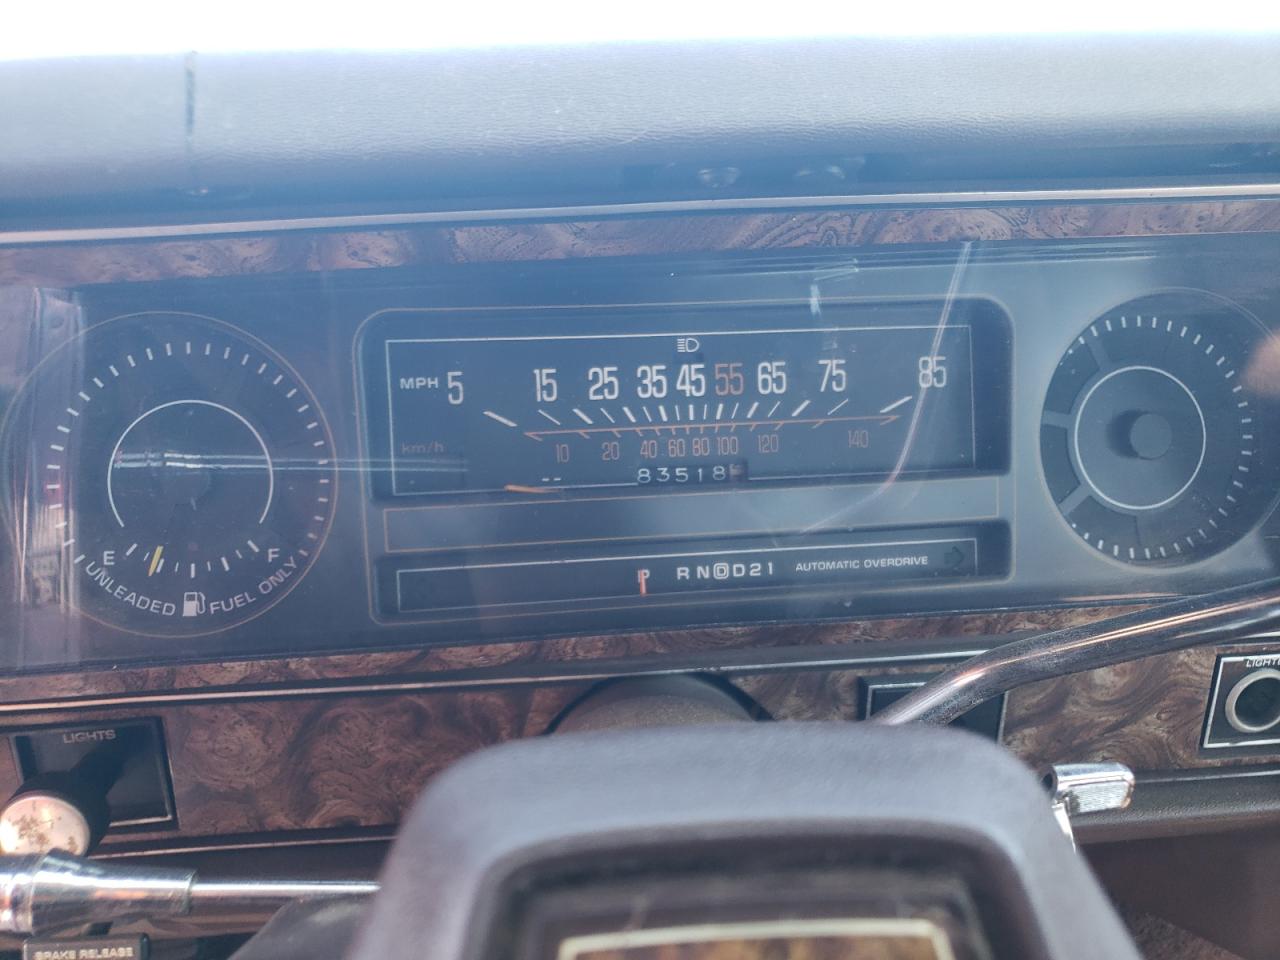 MPH 5 15 25 35 45 55 65 75 85
km/h 10 20 40 60 80 100 120 140
83518
E F
UNLEADED FUEL ONLY
P R N D D 2 1 AUTOMATIC OVERDRIVE
LIGHTS
BRAKE RELEASE